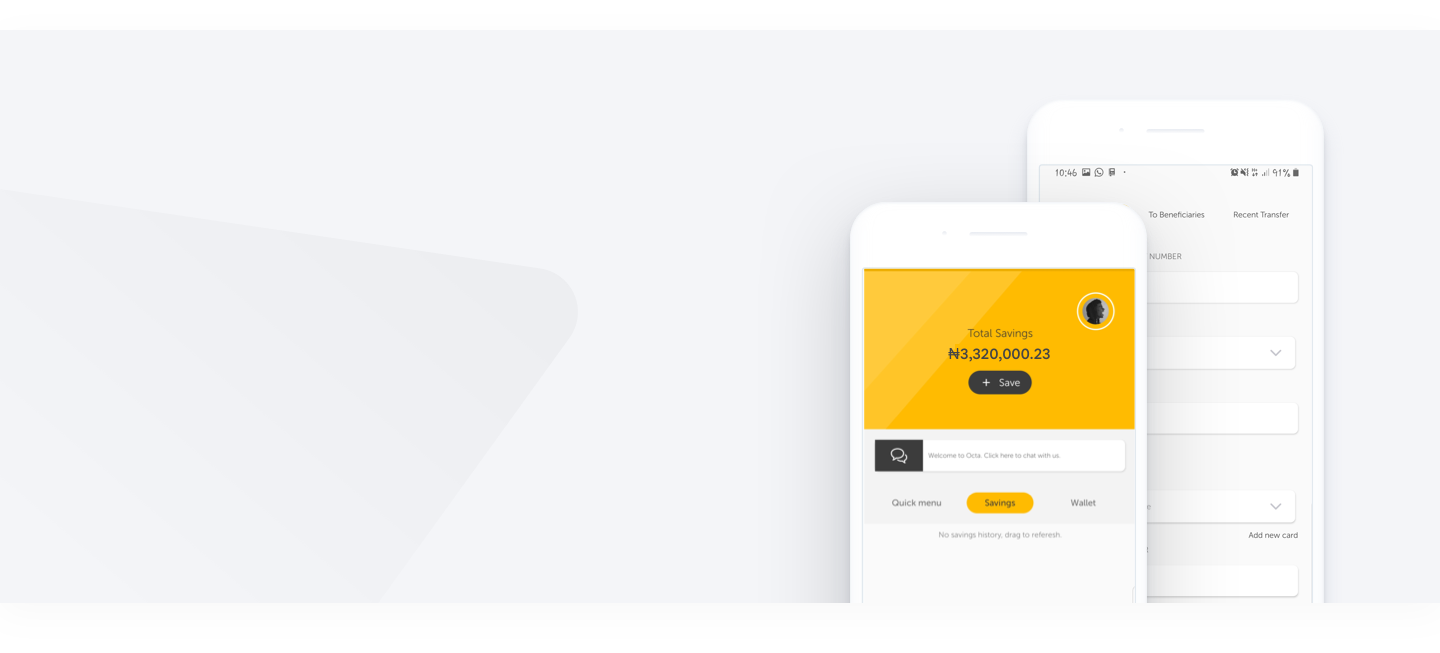 10:46
91%
To Beneficiaries Recent Transfer
NUMBER
Add new card
Total Savings
₦3,320,000.23
+ Save
Welcome to Octa. Click here to chat with us.
Quick menu Savings Wallet
No savings history, drag to referesh.